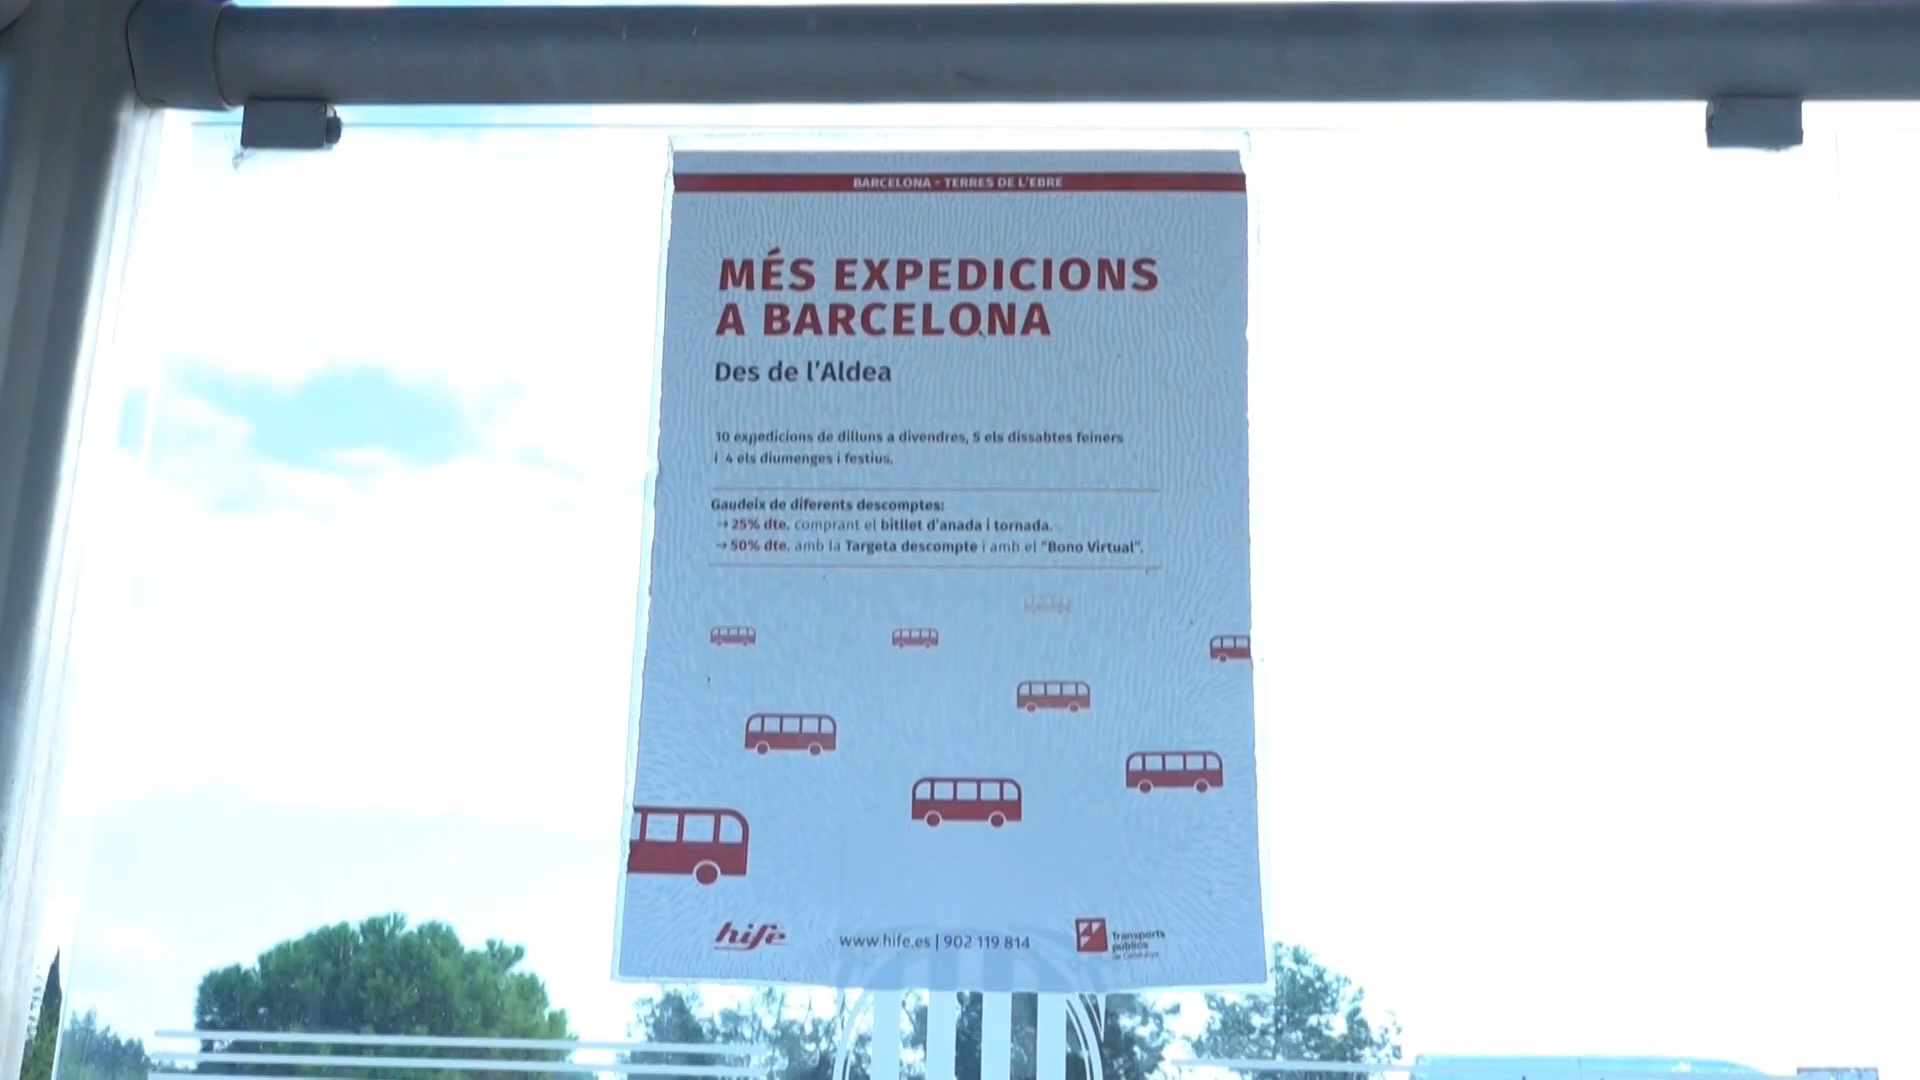 BARCELONA - TERRES DE L'EBRE
MÉS EXPEDICIONS
A BARCELONA
Des de l'Aldea
10 expedicions de dilluns a divendres, 5 els dissabtes feiners
i 4 els diumenges i festius.
Gaudeix de diferents descomptes:
→ 25% dte. comprant el bitllet d'anada i tornada.
→ 50% dte. amb la Targeta descompte i amb el "Bono Virtual".
hife
www.hife.es | 902 119 814
Transports
públics
de Catalunya